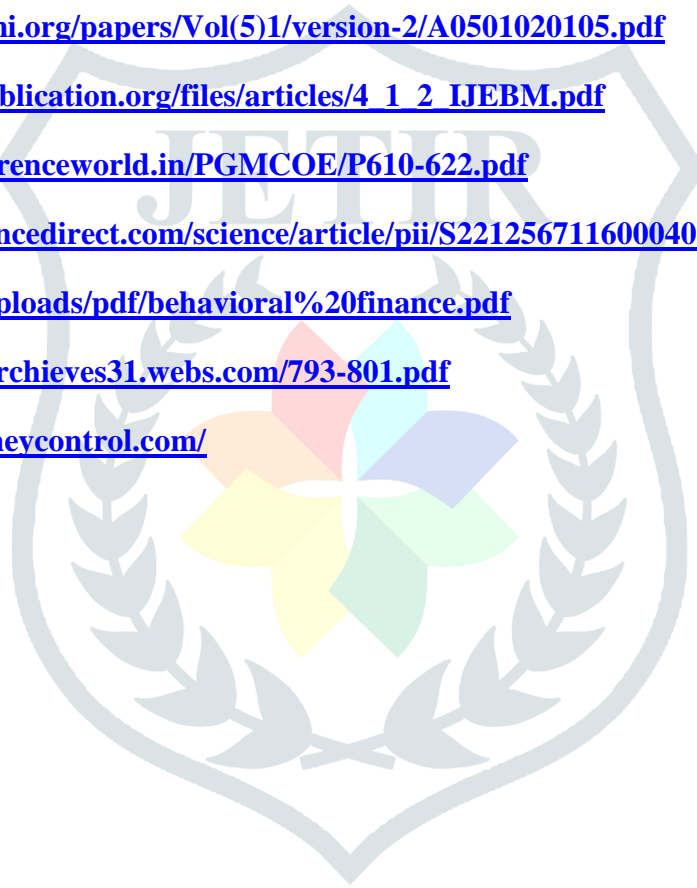 ni.org/papers/Vol(5)1/version-2/A0501020105.pdf
blication.org/files/articles/4_1_2_IJEBM.pdf
JETIR
renceworld.in/PGMCOE/P610-622.pdf
ncedirect.com/science/article/pii/S221256711600040
ploads/pdf/behavioral%20finance.pdf
rchieves31.webs.com/793-801.pdf
neycontrol.com/